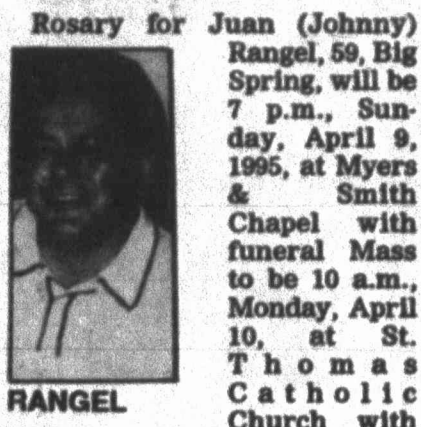 Rosary for Juan (Johnny)
Rangel, 59, Big
Spring, will be
7 p.m., Sun-
day, April 9,
1995, at Myers
& Smith
Chapel with
funeral Mass
to be 10 a.m.,
Monday, April
10, at St.
Thomas
Catholic
Church with
RANGEL